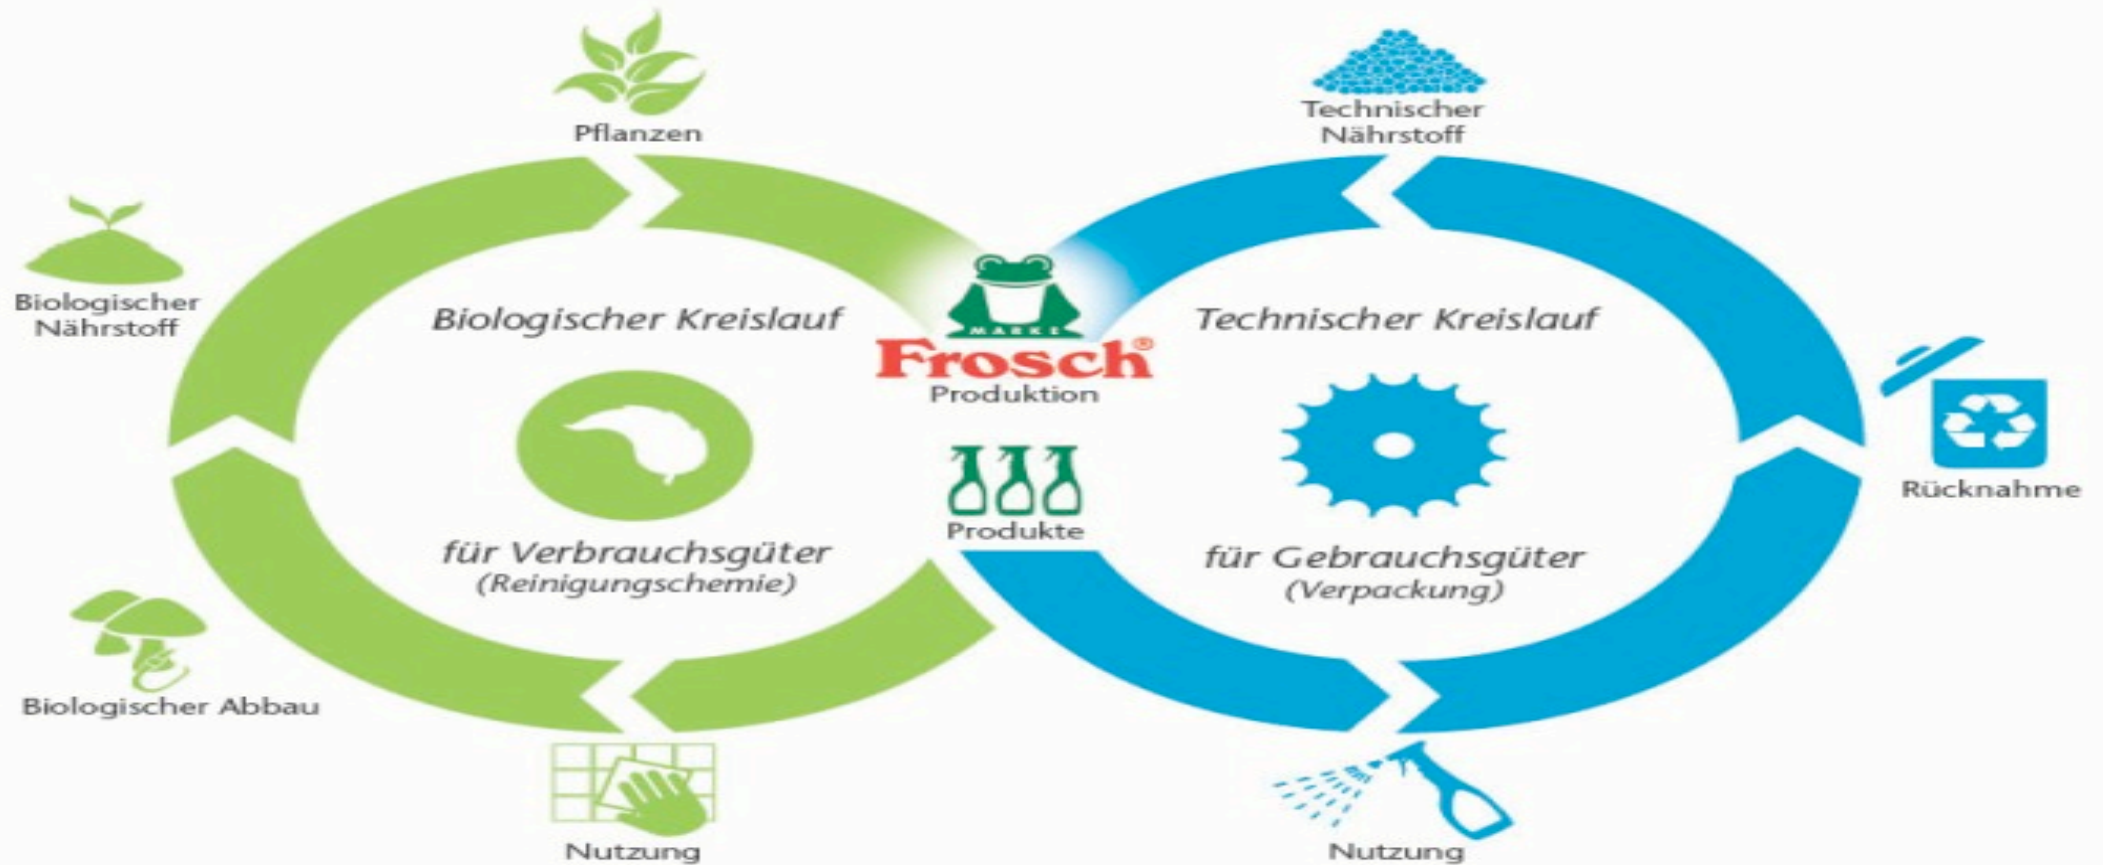 Pflanzen
Technischer
Nährstoff
Biologischer
Nährstoff
Biologischer Kreislauf
Technischer Kreislauf
MARKE
Frosch®
Produktion
Rücknahme
Produkte
für Verbrauchsgüter
(Reinigungschemie)
für Gebrauchsgüter
(Verpackung)
Biologischer Abbau
Nutzung
Nutzung